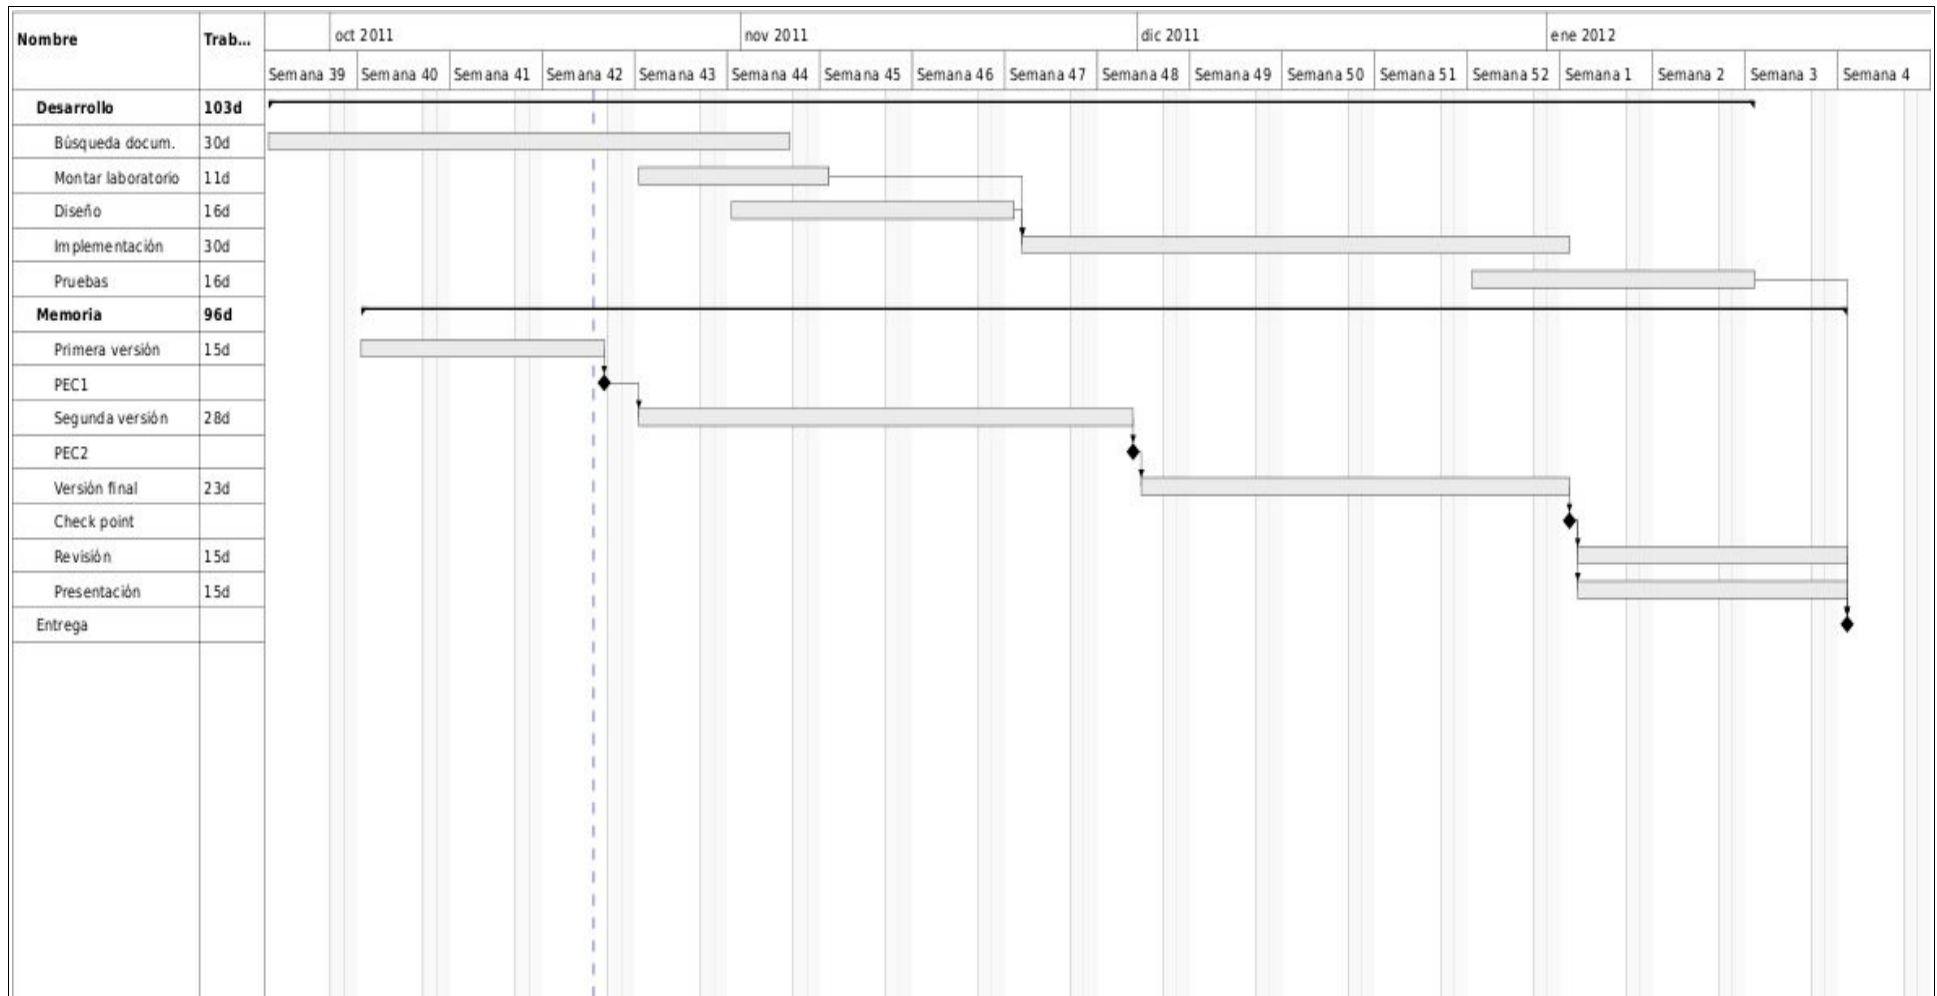 Nombre Trab... oct 2011 nov 2011 dic 2011 ene 2012
Semana 39 Semana 40 Semana 41 Semana 42 Semana 43 Semana 44 Semana 45 Semana 46 Semana 47 Semana 48 Semana 49 Semana 50 Semana 51 Semana 52 Semana 1 Semana 2 Semana 3 Semana 4
Desarrollo 103d
Búsqueda docum. 30d
Montar laboratorio 11d
Diseño 16d
Implementación 30d
Pruebas 16d
Memoria 96d
Primera versión 15d
PEC1
Segunda versión 28d
PEC2
Versión final 23d
Check point
Revisión 15d
Presentación 15d
Entrega